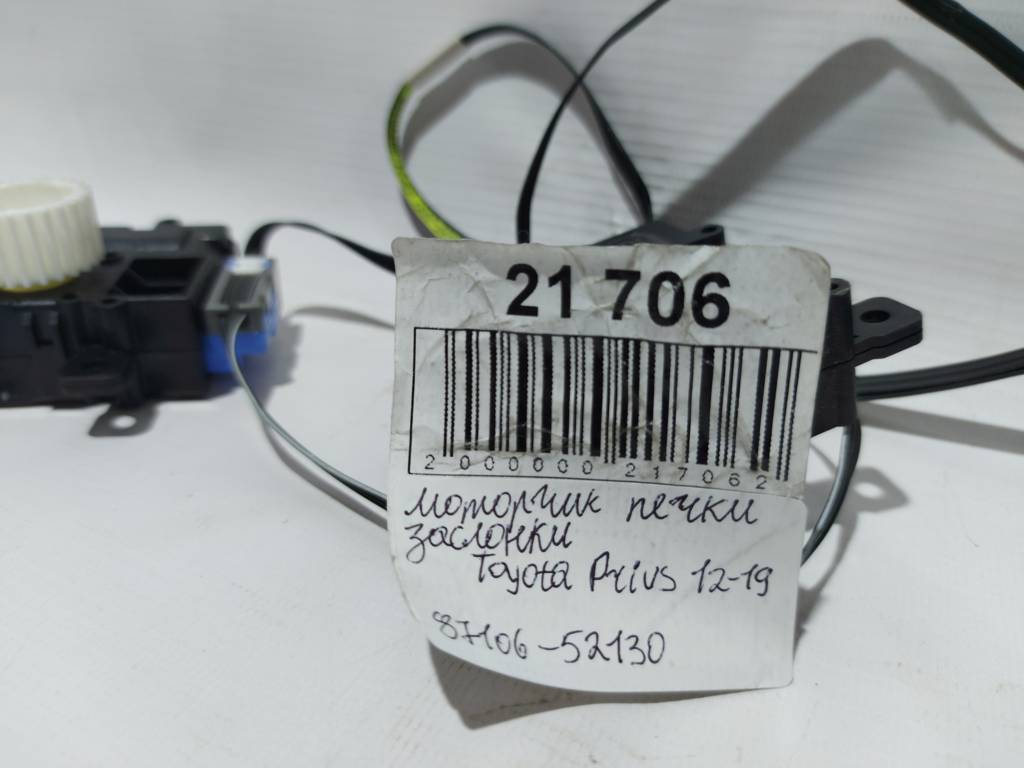 21 706
2 000000 217062
моторчик печки
заслонки
Toyota Prius 12-19
87106-52130